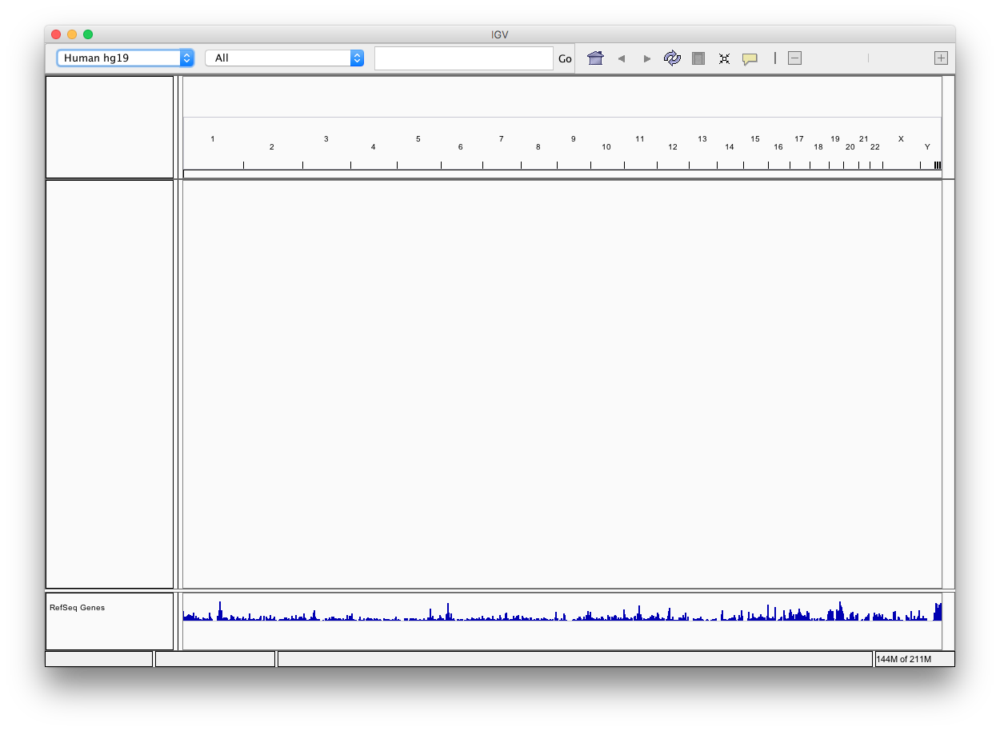 IGV
Human hg19 All Go
1 2 3 4 5 6 7 8 9 10 11 12 13 14 15 16 17 18 19 20 21 22 X Y
RefSeq Genes
144M of 211M